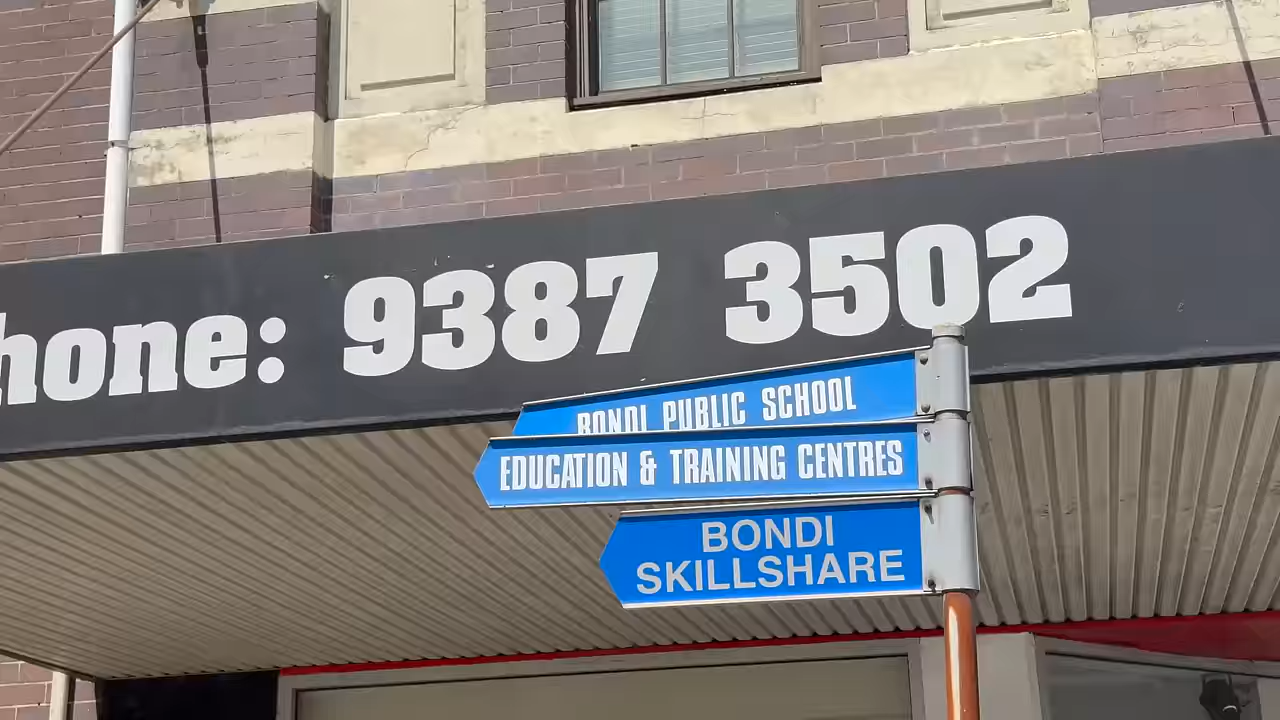 hone: 9387 3502
BONDI PUBLIC SCHOOL
EDUCATION & TRAINING CENTRES
BONDI
SKILLSHARE